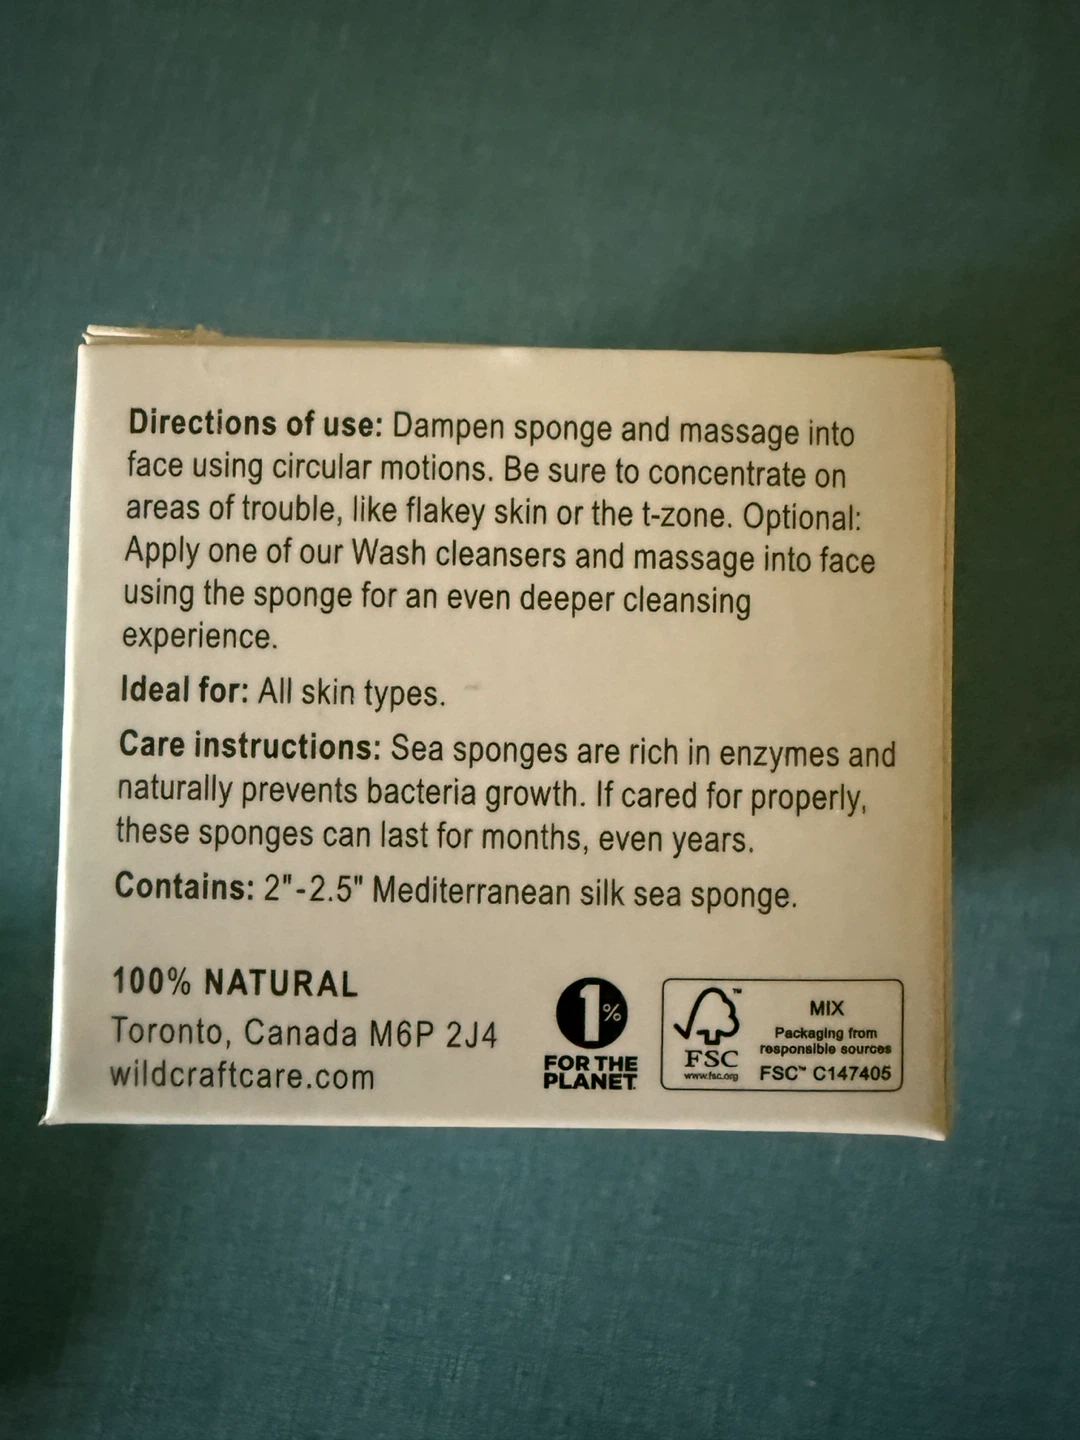 Directions of use: Dampen sponge and massage into
face using circular motions. Be sure to concentrate on
areas of trouble, like flakey skin or the t-zone. Optional:
Apply one of our Wash cleansers and massage into face
using the sponge for an even deeper cleansing
experience.
Ideal for: All skin types.
Care instructions: Sea sponges are rich in enzymes and
naturally prevents bacteria growth. If cared for properly,
these sponges can last for months, even years.
Contains: 2"-2.5" Mediterranean silk sea sponge.
100% NATURAL
Toronto, Canada M6P 2J4
wildcraftcare.com
1%
FOR THE
PLANET
™
FSC
www.fsc.org
MIX
Packaging from
responsible sources
FSC™ C147405